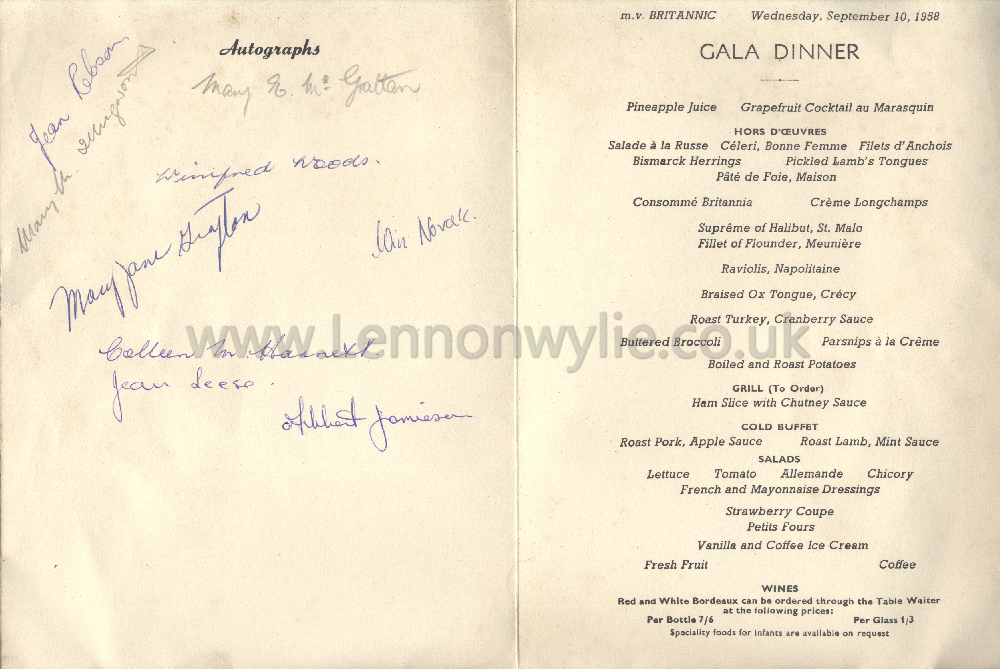 Autographs
Jean Robson
Mary E. McGrattan
Mary M
Winifred Woods.
Mary Jane Grafton
Win Novak.
Colleen M Harnett
Jean Leese.
Jamieson
www.Lennonwylie.co.uk
m.v. BRITANNIC Wednesday, September 10, 1958
GALA DINNER
Pineapple Juice Grapefruit Cocktail au Marasquin
HORS D'ŒUVRES
Salade à la Russe Céleri, Bonne Femme Filets d'Anchois
Bismarck Herrings Pickled Lamb's Tongues
Pâté de Foie, Maison
Consommé Britannia Crème Longchamps
Suprême of Halibut, St. Malo
Fillet of Flounder, Meunière
Raviolis, Napolitaine
Braised Ox Tongue, Crécy
Roast Turkey, Cranberry Sauce
Buttered Broccoli Parsnips à la Crème
Boiled and Roast Potatoes
GRILL (To Order)
Ham Slice with Chutney Sauce
COLD BUFFET
Roast Pork, Apple Sauce Roast Lamb, Mint Sauce
SALADS
Lettuce Tomato Allemande Chicory
French and Mayonnaise Dressings
Strawberry Coupe
Petits Fours
Vanilla and Coffee Ice Cream
Fresh Fruit Coffee
WINES
Red and White Bordeaux can be ordered through the Table Waiter
at the following prices:
Per Bottle 7/6 Per Glass 1/3
Speciality foods for infants are available on request